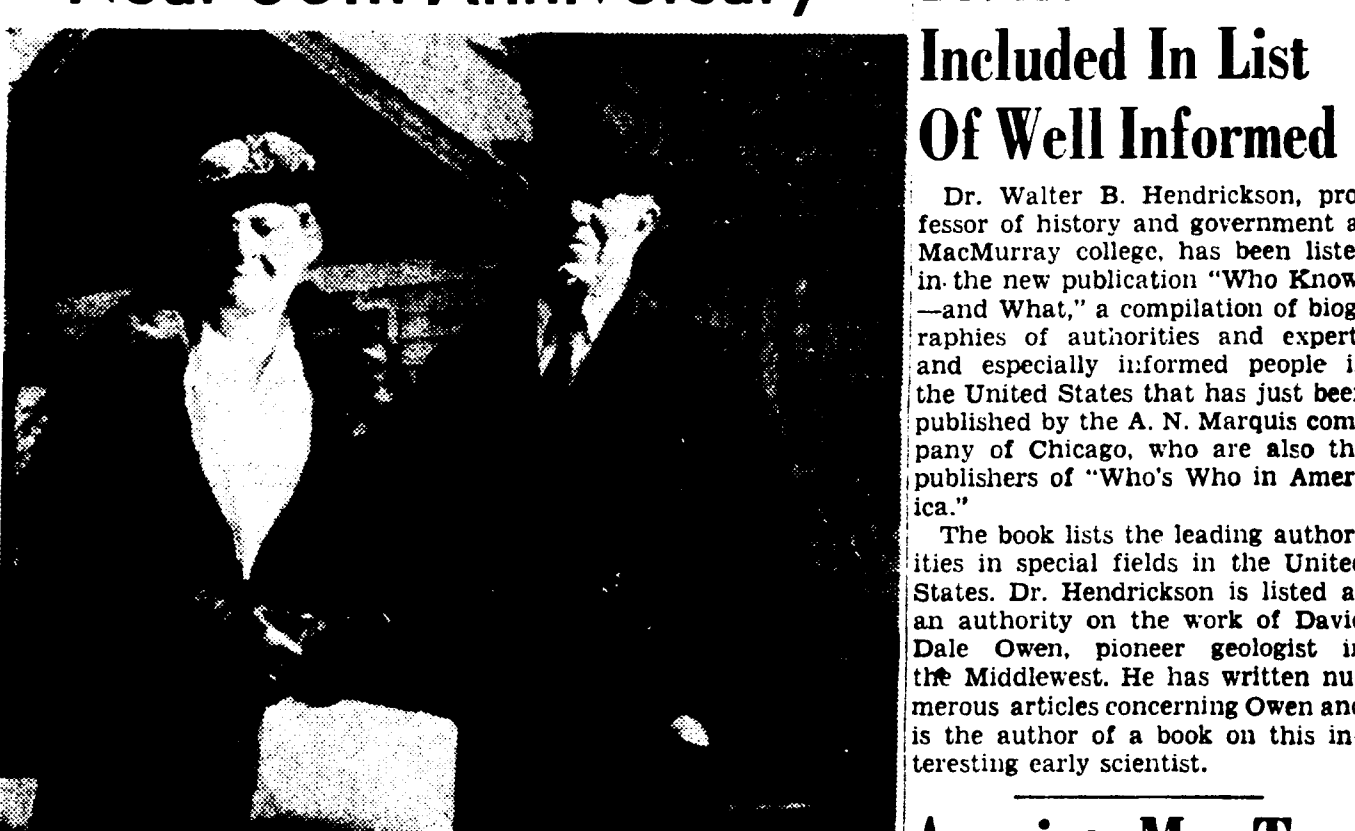 Near 60th Anniversary
Included In List
Of Well Informed
Dr. Walter B. Hendrickson, pro
fessor of history and government a
MacMurray college, has been liste
in the new publication "Who Know
—and What," a compilation of biog
raphies of authorities and expert
and especially informed people i
the United States that has just bee
published by the A. N. Marquis com
pany of Chicago, who are also th
publishers of "Who's Who in Amer
ica."
The book lists the leading author
ities in special fields in the Unite
States. Dr. Hendrickson is listed a
an authority on the work of Davi
Dale Owen, pioneer geologist i
the Middlewest. He has written nu
merous articles concerning Owen and
is the author of a book on this in
teresting early scientist.